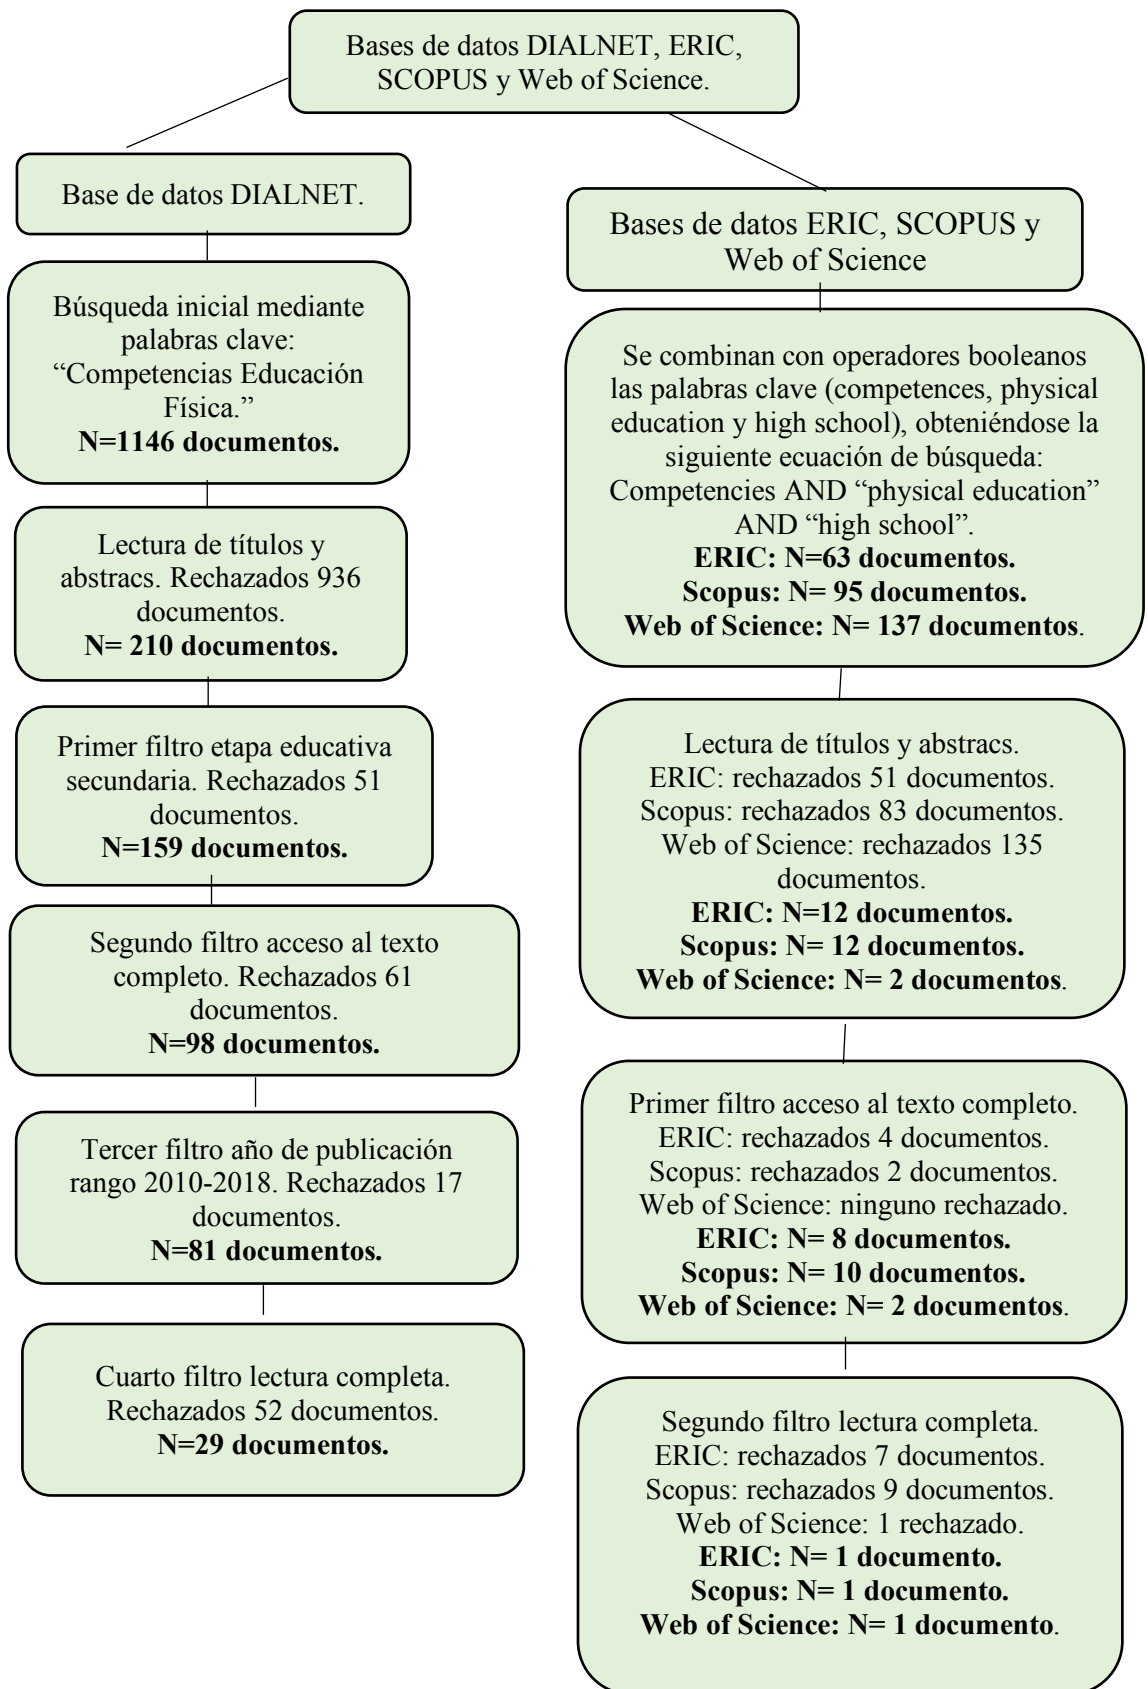 Bases de datos DIALNET, ERIC,
SCOPUS y Web of Science.
Base de datos DIALNET.
Búsqueda inicial mediante
palabras clave:
“Competencias Educación
Física.”
N=1146 documentos.
Lectura de títulos y
abstracs. Rechazados 936
documentos.
N= 210 documentos.
Primer filtro etapa educativa
secundaria. Rechazados 51
documentos.
N=159 documentos.
Segundo filtro acceso al texto
completo. Rechazados 61
documentos.
N=98 documentos.
Tercer filtro año de publicación
rango 2010-2018. Rechazados 17
documentos.
N=81 documentos.
Cuarto filtro lectura completa.
Rechazados 52 documentos.
N=29 documentos.
Bases de datos ERIC, SCOPUS y
Web of Science
Se combinan con operadores booleanos
las palabras clave (competences, physical
education y high school), obteniéndose la
siguiente ecuación de búsqueda:
Competencies AND “physical education”
AND “high school”.
ERIC: N=63 documentos.
Scopus: N= 95 documentos.
Web of Science: N= 137 documentos.
Lectura de títulos y abstracs.
ERIC: rechazados 51 documentos.
Scopus: rechazados 83 documentos.
Web of Science: rechazados 135
documentos.
ERIC: N=12 documentos.
Scopus: N= 12 documentos.
Web of Science: N= 2 documentos.
Primer filtro acceso al texto completo.
ERIC: rechazados 4 documentos.
Scopus: rechazados 2 documentos.
Web of Science: ninguno rechazado.
ERIC: N= 8 documentos.
Scopus: N= 10 documentos.
Web of Science: N= 2 documentos.
Segundo filtro lectura completa.
ERIC: rechazados 7 documentos.
Scopus: rechazados 9 documentos.
Web of Science: 1 rechazado.
ERIC: N= 1 documento.
Scopus: N= 1 documento.
Web of Science: N= 1 documento.